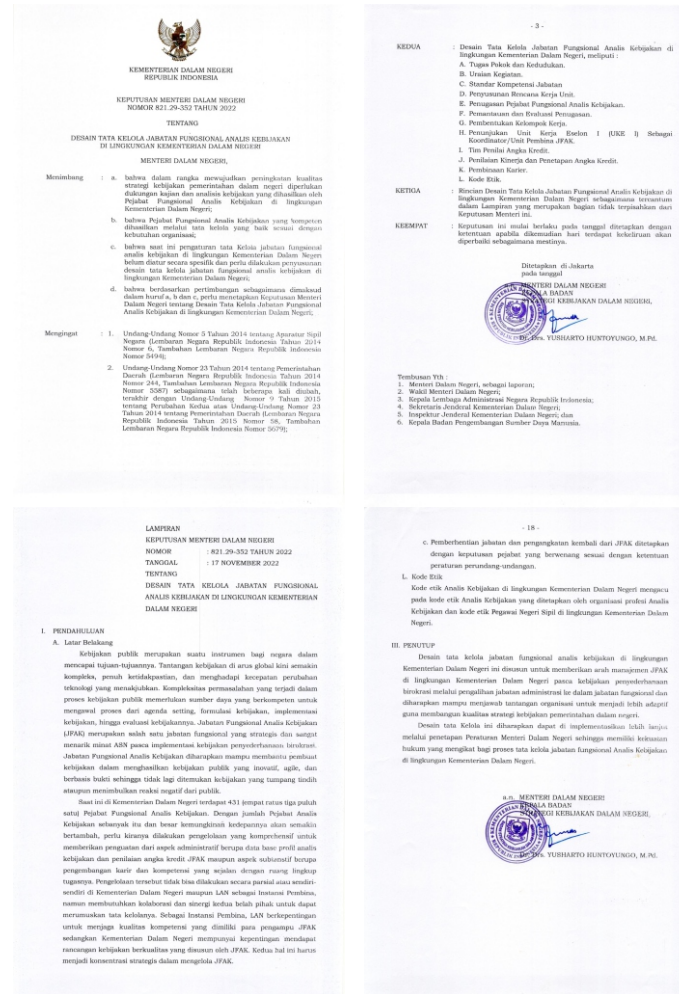 KEMENTERIAN DALAM NEGERI
REPUBLIK INDONESIA
KEPUTUSAN MENTERI DALAM NEGERI
NOMOR 821.29-352 TAHUN 2022
TENTANG
DESAIN TATA KELOLA JABATAN FUNGSIONAL ANALIS KEBIJAKAN
DI LINGKUNGAN KEMENTERIAN DALAM NEGERI
MENTERI DALAM NEGERI,
Menimbang : a. bahwa dalam rangka mewujudkan peningkatan kualitas
strategi kebijakan pemerintahan dalam negeri diperlukan
dukungan kajian dan analisis kebijakan yang dihasilkan oleh
Pejabat Fungsional Analis Kebijakan di lingkungan
Kementerian Dalam Negeri;
b. bahwa Pejabat Fungsional Analis Kebijakan yang kompeten
dihasilkan melalui tata kelola yang baik sesuai dengan
kebutuhan organisasi;
c. bahwa saat ini pengaturan tata Kelola jabatan fungsional
analis kebijakan di lingkungan Kementerian Dalam Negeri
belum diatur secara spesifik dan perlu dilakukan penyusunan
desain tata kelola jabatan fungsional analis kebijakan di
lingkungan Kementerian Dalam Negeri;
d. bahwa berdasarkan pertimbangan sebagaimana dimaksud
dalam huruf a, b dan c, perlu menetapkan Keputusan Menteri
Dalam Negeri tentang Desain Tata Kelola Jabatan Fungsional
Analis Kebijakan di lingkungan Kementerian Dalam Negeri;
Mengingat : 1. Undang-Undang Nomor 5 Tahun 2014 tentang Aparatur Sipil
Negara (Lembaran Negara Republik Indonesia Tahun 2014
Nomor 6, Tambahan Lembaran Negara Republik Indonesia
Nomor 5494);
2. Undang-Undang Nomor 23 Tahun 2014 tentang Pemerintahan
Daerah (Lembaran Negara Republik Indonesia Tahun 2014
Nomor 244, Tambahan Lembaran Negara Republik Indonesia
Nomor 5587) sebagaimana telah beberapa kali diubah,
terakhir dengan Undang-Undang Nomor 9 Tahun 2015
tentang Perubahan Kedua atas Undang-Undang Nomor 23
Tahun 2014 tentang Pemerintahan Daerah (Lembaran Negara
Republik Indonesia Tahun 2015 Nomor 58, Tambahan
Lembaran Negara Republik Indonesia Nomor 5679);
- 3 -
KEDUA : Desain Tata Kelola Jabatan Fungsional Analis Kebijakan di
lingkungan Kementerian Dalam Negeri, meliputi :
A. Tugas Pokok dan Kedudukan.
B. Uraian Kegiatan.
C. Standar Kompetensi Jabatan
D. Penyusunan Rencana Kerja Unit.
E. Penugasan Pejabat Fungsional Analis Kebijakan.
F. Pemantauan dan Evaluasi Penugasan.
G. Pembentukan Kelompok Kerja.
H. Penunjukan Unit Kerja Eselon I (UKE I) Sebagai
Koordinator/Unit Pembina JFAK.
I. Tim Penilai Angka Kredit.
J. Penilaian Kinerja dan Penetapan Angka Kredit.
K. Pembinaan Karier.
L. Kode Etik.
KETIGA : Rincian Desain Tata Kelola Jabatan Fungsional Analis Kebijakan di
lingkungan Kementerian Dalam Negeri sebagaimana tercantum
dalam Lampiran yang merupakan bagian tidak terpisahkan dari
Keputusan Menteri ini.
KEEMPAT : Keputusan ini mulai berlaku pada tanggal ditetapkan dengan
ketentuan apabila dikemudian hari terdapat kekeliruan akan
diperbaiki sebagaimana mestinya.
Ditetapkan di Jakarta
pada tanggal
MENTERI DALAM NEGERI
KEPALA BADAN
STRATEGI KEBIJAKAN DALAM NEGERI,
Dr. Drs. YUSHARTO HUNTOYUNGO, M.Pd.
Tembusan Yth :
1. Menteri Dalam Negeri, sebagai laporan;
2. Wakil Menteri Dalam Negeri;
3. Kepala Lembaga Administrasi Negara Republik Indonesia;
4. Sekretaris Jenderal Kementerian Dalam Negeri;
5. Inspektur Jenderal Kementerian Dalam Negeri; dan
6. Kepala Badan Pengembangan Sumber Daya Manusia.
LAMPIRAN
KEPUTUSAN MENTERI DALAM NEGERI
NOMOR : 821.29-352 TAHUN 2022
TANGGAL : 17 NOVEMBER 2022
TENTANG
DESAIN TATA KELOLA JABATAN FUNGSIONAL
ANALIS KEBIJAKAN DI LINGKUNGAN KEMENTERIAN
DALAM NEGERI
I. PENDAHULUAN
A. Latar Belakang
Kebijakan publik merupakan suatu instrumen bagi negara dalam
mencapai tujuan-tujuannya. Tantangan kebijakan di arus global kini semakin
kompleks, penuh ketidakpastian, dan menghadapi kecepatan perubahan
teknologi yang menakjubkan. Kompleksitas permasalahan yang terjadi dalam
proses kebijakan publik memerlukan sumber daya yang berkompeten untuk
mengawal proses dari agenda setting, formulasi kebijakan, implementasi
kebijakan, hingga evaluasi kebijakannya. Jabatan Fungsional Analis Kebijakan
(JFAK) merupakan salah satu jabatan fungsional yang strategis dan sangat
menarik minat ASN pasca implementasi kebijakan penyederhanaan birokrasi.
Jabatan Fungsional Analis Kebijakan diharapkan mampu membantu pembuat
kebijakan dalam menghasilkan kebijakan publik yang inovatif, agile, dan
berbasis bukti sehingga tidak lagi ditemukan kebijakan yang tumpang tindih
ataupun menimbulkan reaksi negatif dari publik.
Saat ini di Kementerian Dalam Negeri terdapat 431 (empat ratus tiga puluh
satu) Pejabat Fungsional Analis Kebijakan. Dengan jumlah Pejabat Analis
Kebijakan sebanyak itu dan besar kemungkinan kedepannya akan semakin
bertambah, perlu kiranya dilakukan pengelolaan yang komprehensif untuk
memberikan penguatan dari aspek administratif berupa data base profil analis
kebijakan dan penilaian angka kredit JFAK maupun aspek substantif berupa
pengembangan karir dan kompetensi yang sejalan dengan ruang lingkup
tugasnya. Pengelolaan tersebut tidak bisa dilakukan secara parsial atau sendiri-
sendiri di Kementerian Dalam Negeri maupun LAN sebagai Instansi Pembina,
namun membutuhkan kolaborasi dan sinergi kedua belah pihak untuk dapat
merumuskan tata kelolanya. Sebagai Instansi Pembina, LAN berkepentingan
untuk menjaga kualitas kompetensi yang dimiliki para pengampu JFAK
sedangkan Kementerian Dalam Negeri mempunyai kepentingan mendapat
rancangan kebijakan berkualitas yang disusun oleh JFAK. Kedua hal ini harus
menjadi konsentrasi strategis dalam mengelola JFAK.
- 18 -
c. Pemberhentian jabatan dan pengangkatan kembali dari JFAK ditetapkan
dengan keputusan pejabat yang berwenang sesuai dengan ketentuan
peraturan perundang-undangan.
L. Kode Etik
Kode etik Analis Kebijakan di lingkungan Kementerian Dalam Negeri mengacu
pada kode etik Analis Kebijakan yang ditetapkan oleh organisasi profesi Analis
Kebijakan dan kode etik Pegawai Negeri Sipil di lingkungan Kementerian Dalam
Negeri.
III. PENUTUP
Desain tata kelola jabatan fungsional analis kebijakan di lingkungan
Kementerian Dalam Negeri ini disusun untuk memberikan arah manajemen JFAK
di lingkungan Kementerian Dalam Negeri pasca kebijakan penyederhanaan
birokrasi melalui pengalihan jabatan administrasi ke dalam jabatan fungsional dan
diharapkan mampu menjawab tantangan organisasi untuk menjadi lebih adaptif
guna membangun kualitas strategi kebijakan pemerintahan dalam negeri.
Desain tata Kelola ini diharapkan dapat di implementasikan lebih lanjut
melalui penetapan Peraturan Menteri Dalam Negeri sehingga memiliki kekuatan
hukum yang mengikat bagi proses tata kelola jabatan fungsional Analis Kebijakan
di lingkungan Kementerian Dalam Negeri.
a.n. MENTERI DALAM NEGERI
KEPALA BADAN
STRATEGI KEBIJAKAN DALAM NEGERI,
Dr. Drs. YUSHARTO HUNTOYUNGO, M.Pd.